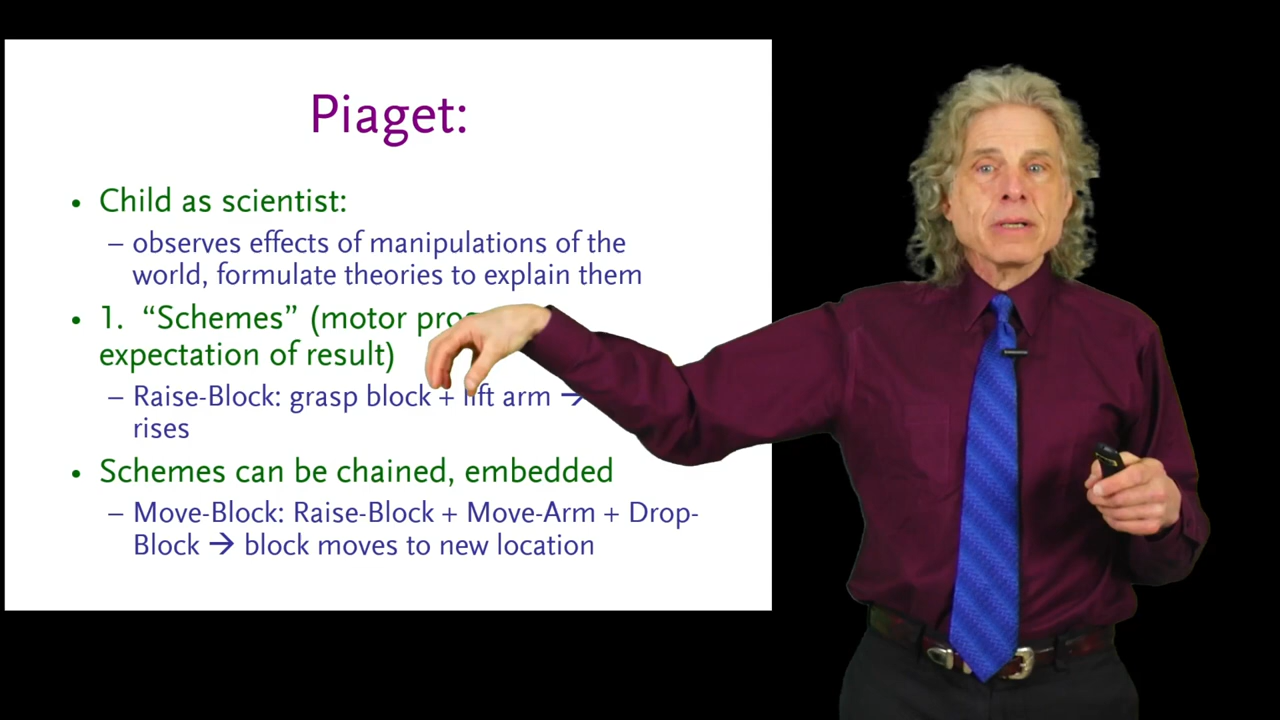 Piaget:
• Child as scientist:
– observes effects of manipulations of the
world, formulate theories to explain them
• 1. “Schemes” (motor
expectation of result)
– Raise-Block: grasp block + lift arm →
rises
• Schemes can be chained, embedded
– Move-Block: Raise-Block + Move-Arm + Drop-
Block → block moves to new location